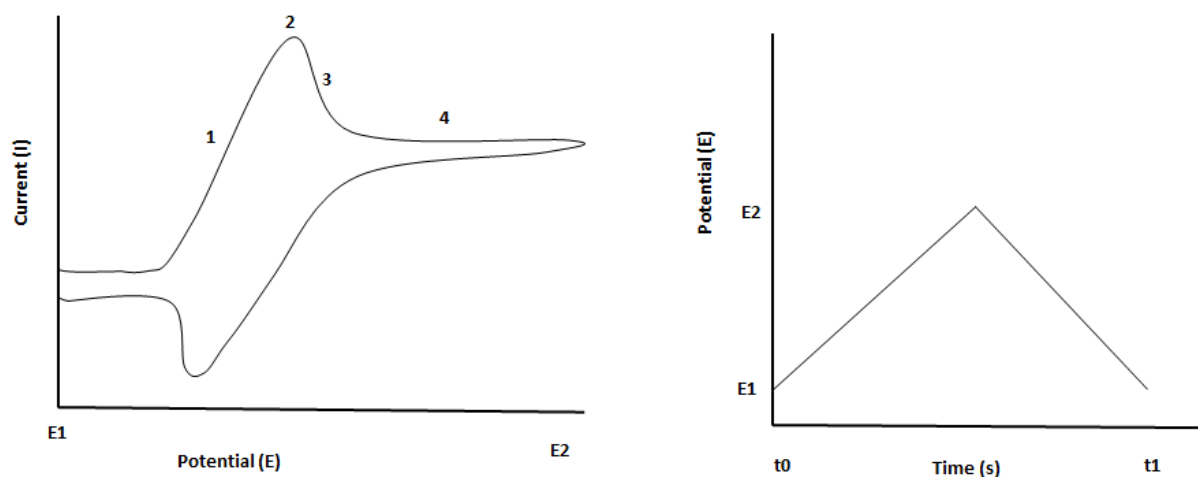 2
3
4
1
Current (I)
E1
E2
Potential (E)
Potential (E)
E2
E1
t0
Time (s)
t1